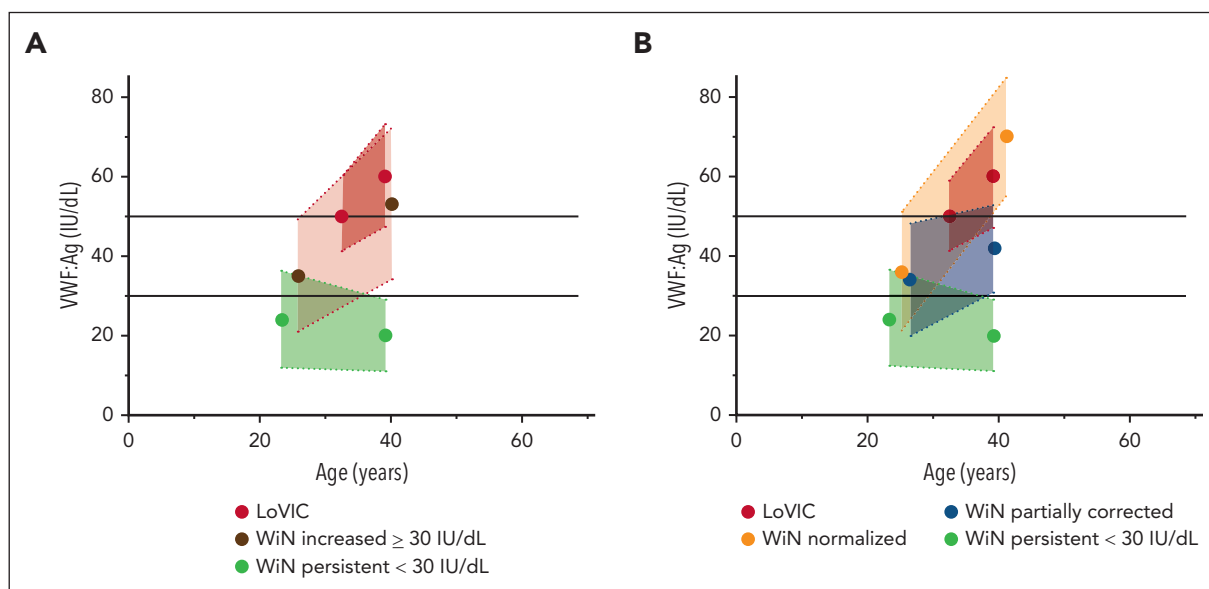 A
80
60
40
20
0
VWF:Ag (IU/dL)
0 20 40 60
Age (years)
LoVIC
WiN increased ≥ 30 IU/dL
WiN persistent < 30 IU/dL
B
80
60
40
20
0
VWF:Ag (IU/dL)
0 20 40 60
Age (years)
LoVIC
WiN normalized
WiN partially corrected
WiN persistent < 30 IU/dL